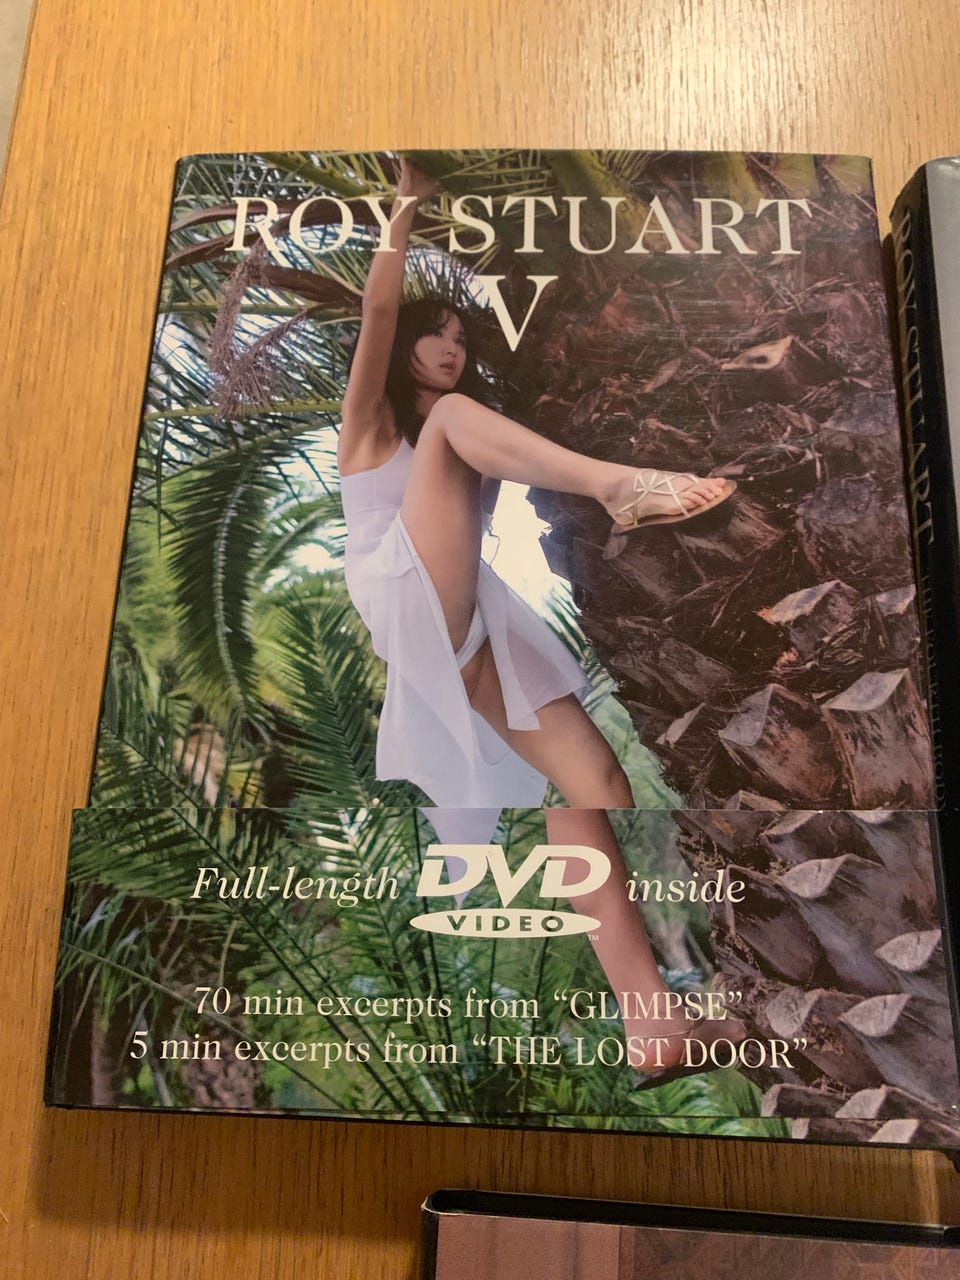 ROY STUART
V
Full-length DVD inside
VIDEO
TM
70 min excerpts from “GLIMPSE”
5 min excerpts from “THE LOST DOOR”
ROY STUART